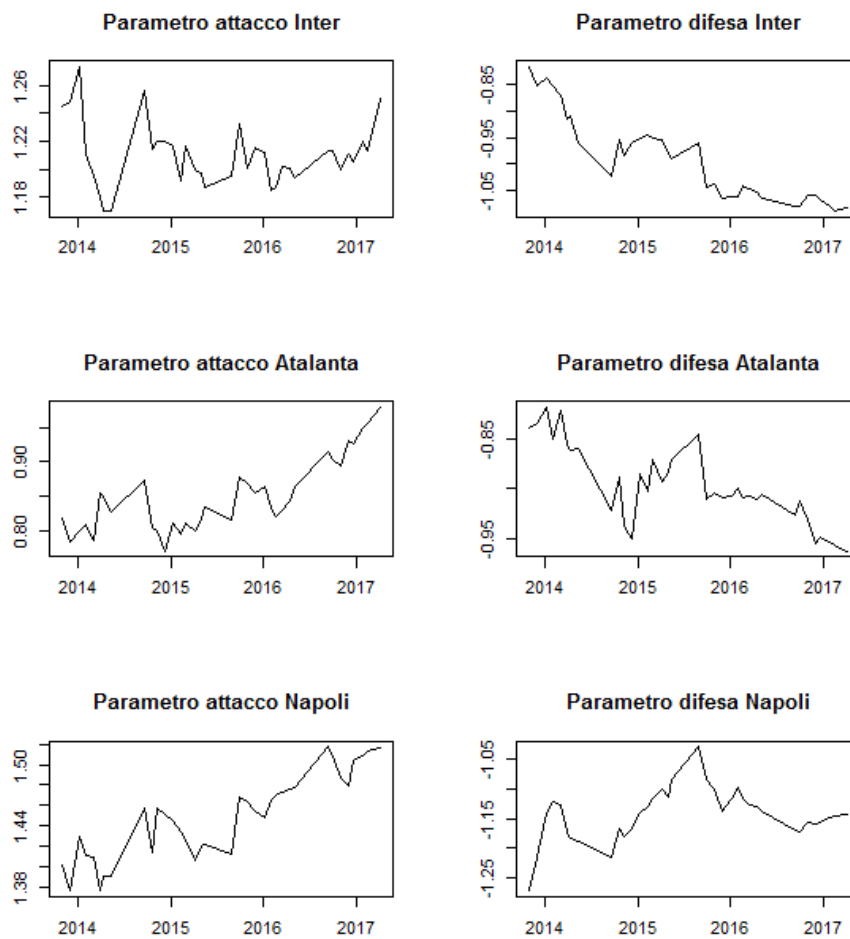 Parametro attacco Inter
1.26
1.22
1.18
2014 2015 2016 2017
Parametro difesa Inter
-0.85
-0.95
-1.05
2014 2015 2016 2017
Parametro attacco Atalanta
0.90
0.80
2014 2015 2016 2017
Parametro difesa Atalanta
-0.85
-0.95
2014 2015 2016 2017
Parametro attacco Napoli
1.50
1.44
1.38
2014 2015 2016 2017
Parametro difesa Napoli
-1.05
-1.15
-1.25
2014 2015 2016 2017